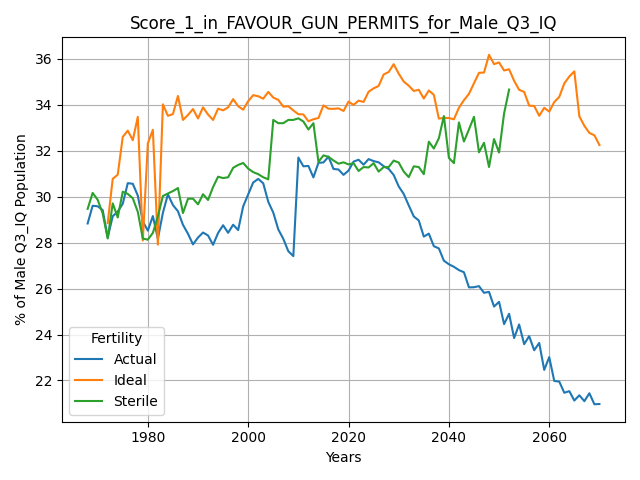 Score_1_in_FAVOUR_GUN_PERMITS_for_Male_Q3_IQ
% of Male Q3_IQ Population
36
34
32
30
28
26
24
22
Fertility
Actual
Ideal
Sterile
1980 2000 2020 2040 2060
Years